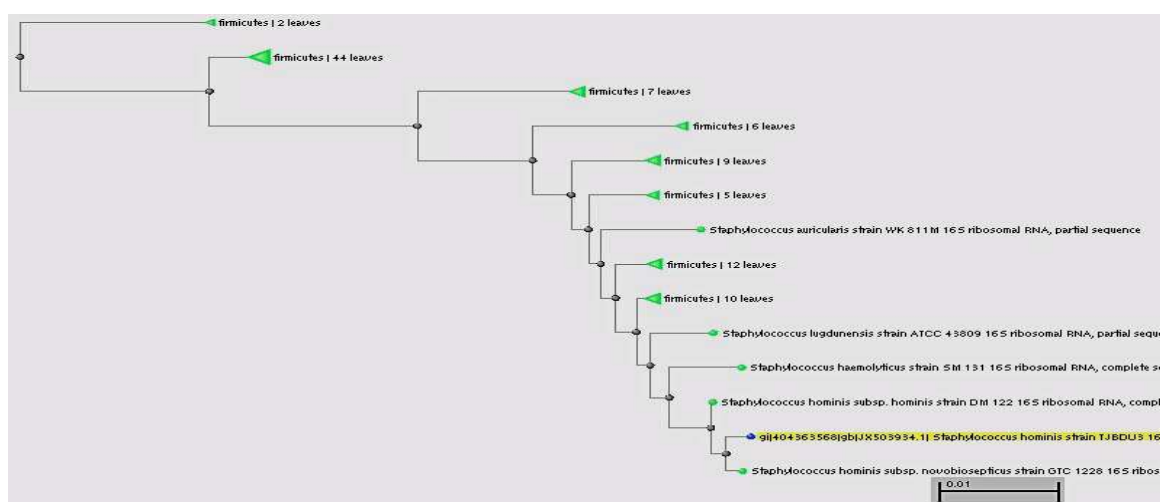 firmicutes | 2 leaves
firmicutes | 44 leaves
firmicutes | 7 leaves
firmicutes | 6 leaves
firmicutes | 9 leaves
firmicutes | 5 leaves
Staphylococcus auricularis strain WK 811M 16S ribosomal RNA, partial sequence
firmicutes | 12 leaves
firmicutes | 10 leaves
Staphylococcus lugdunensis strain ATCC 43809 16S ribosomal RNA, partial sequ
Staphylococcus haemolyticus strain SM 131 16S ribosomal RNA, complete s
Staphylococcus hominis subsp. hominis strain DM 122 16S ribosomal RNA, compl
gi|404363568|gb|JX503934.1| Staphylococcus hominis strain TJBDU3 16
Staphylococcus hominis subsp. novobiosepticus strain GTC 1228 16S ribos
0.01